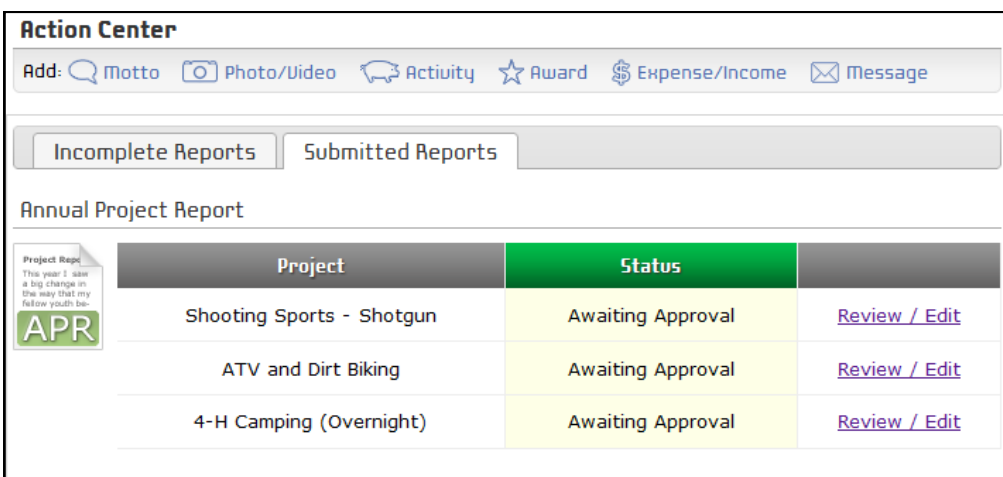 Action Center
Add: Motto Photo/Video Activity Award Expense/Income Message
Incomplete Reports Submitted Reports
Annual Project Report
Project Repo
This year I saw
a big change in
the way that my
fellow youth be-
APR
Project Status
Shooting Sports - Shotgun Awaiting Approval Review / Edit
ATV and Dirt Biking Awaiting Approval Review / Edit
4-H Camping (Overnight) Awaiting Approval Review / Edit